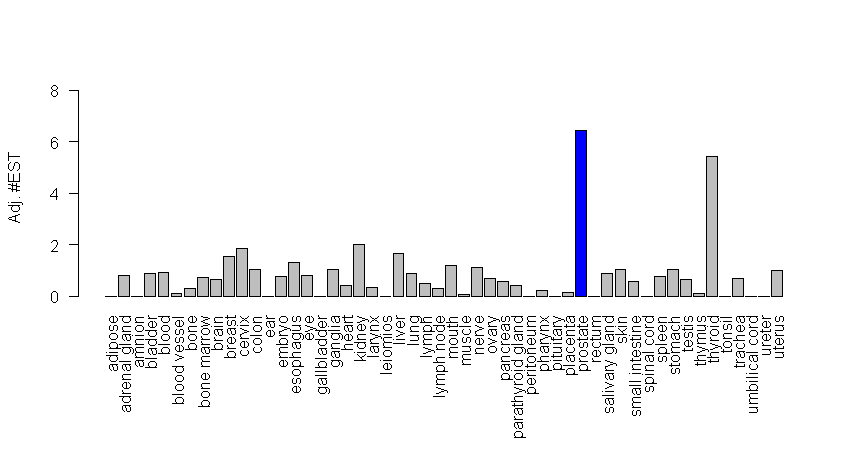 8
6
4
2
0
Adj. #EST
adipose
adrenal gland
amnion
bladder
blood
blood vessel
bone
bone marrow
brain
breast
cervix
colon
ear
embryo
esophagus
eye
gallbladder
ganglia
heart
kidney
larynx
leiomios
liver
lung
lymph
lymph node
mouth
muscle
nerve
ovary
pancreas
parathyroid gland
peritoneum
pharynx
pituitary
placenta
prostate
rectum
salivary gland
skin
small intestine
spinal cord
spleen
stomach
testis
thymus
thyroid
tonsil
trachea
umbilical cord
ureter
uterus